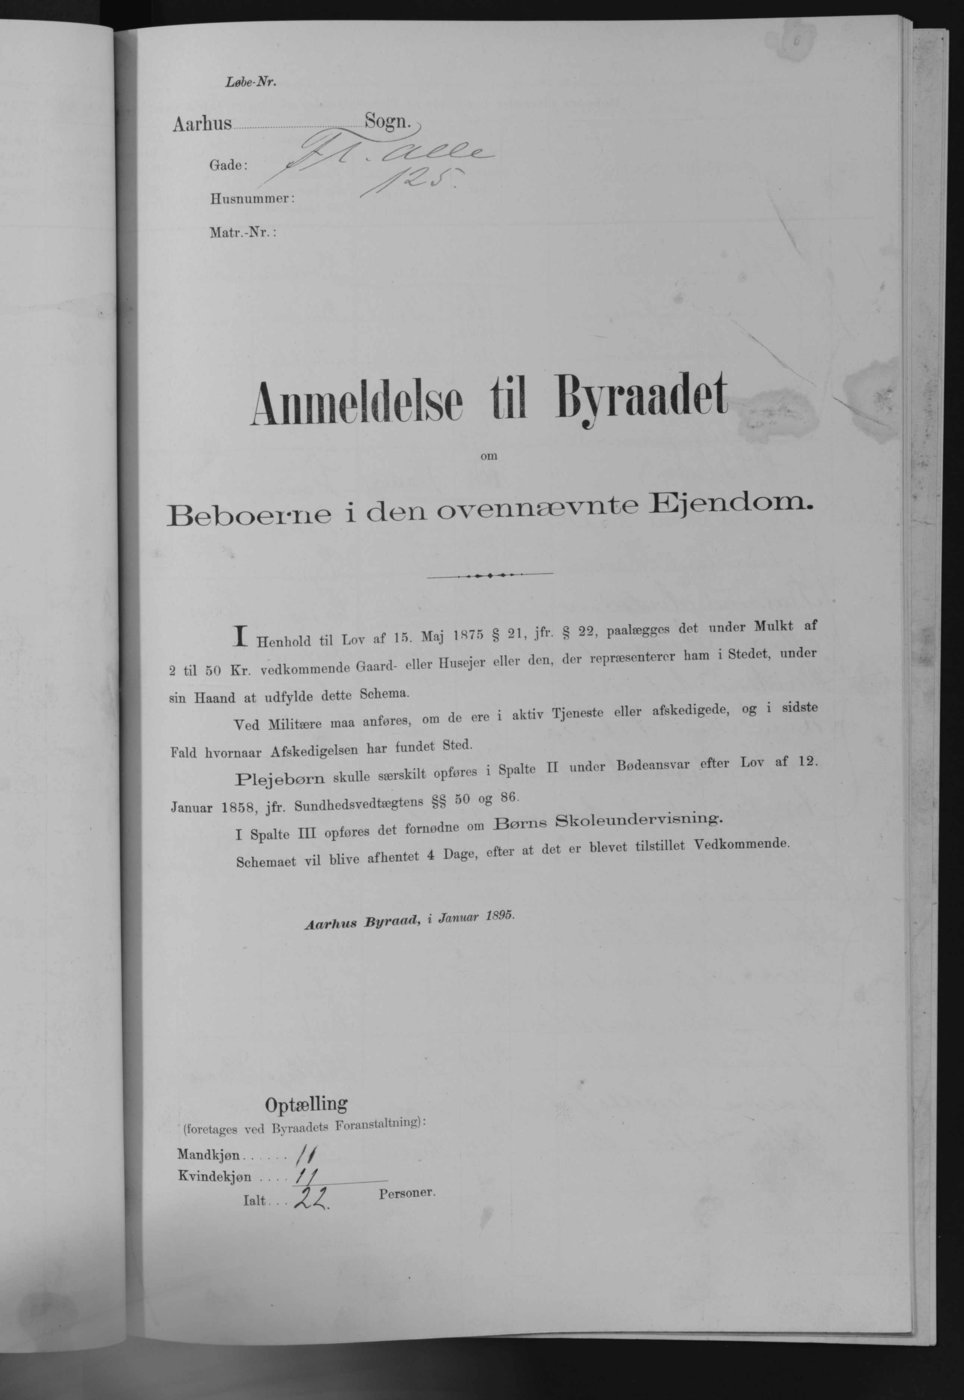 Løbe-Nr.
Aarhus Sogn.
Gade: Fr. Alle
Husnummer: 125.
Matr.-Nr.:
Anmeldelse til Byraadet
om
Beboerne i den ovennævnte Ejendom.
I Henhold til Lov af 15. Maj 1875 § 21, jfr. § 22, paalægges det under Mulkt af
2 til 50 Kr. vedkommende Gaard- eller Husejer eller den, der repræsenterer ham i Stedet, under
sin Haand at udfylde dette Schema.
Ved Militære maa anføres, om de ere i aktiv Tjeneste eller afskedigede, og i sidste
Fald hvornaar Afskedigelsen har fundet Sted.
Plejebørn skulle særskilt opføres i Spalte II under Bødeansvar efter Lov af 12.
Januar 1858, jfr. Sundhedsvedtægtens §§ 50 og 86.
I Spalte III opføres det fornødne om Børns Skoleundervisning.
Schemaet vil blive afhentet 4 Dage, efter at det er blevet tilstillet Vedkommende.
Aarhus Byraad, i Januar 1895.
Optælling
(foretages ved Byraadets Foranstaltning):
Mandkjøn...... 11
Kvindekjøn .... 11
Ialt... 22. Personer.